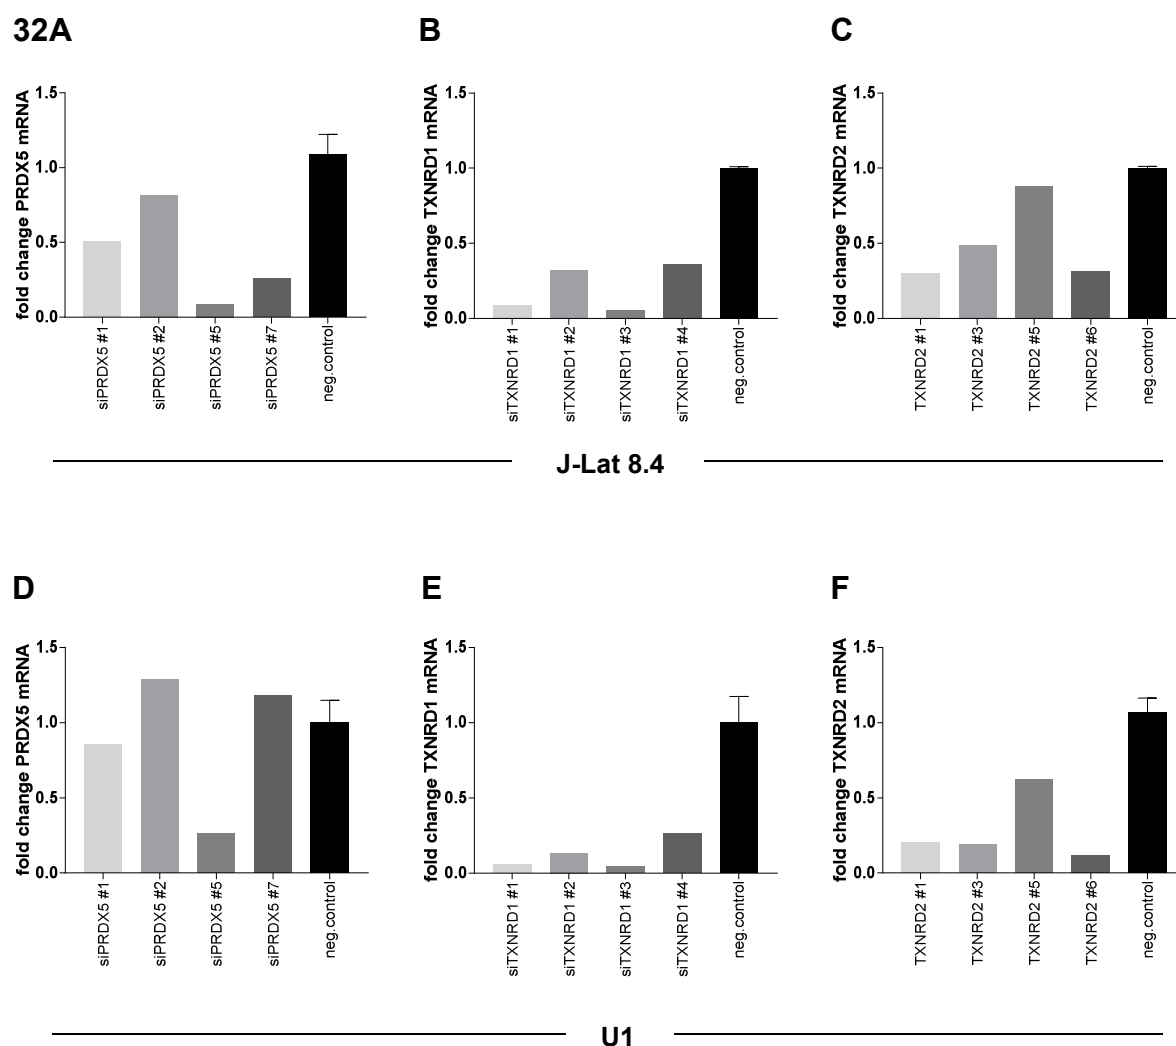 32A
B
C
fold change PRDX5 mRNA
1.5
1.0
0.5
0.0
siPRDX5 #1
siPRDX5 #2
siPRDX5 #5
siPRDX5 #7
neg.control
fold change TXNRD1 mRNA
1.5
1.0
0.5
0.0
siTXNRD1 #1
siTXNRD1 #2
siTXNRD1 #3
siTXNRD1 #4
neg.control
fold change TXNRD2 mRNA
1.5
1.0
0.5
0.0
TXNRD2 #1
TXNRD2 #3
TXNRD2 #5
TXNRD2 #6
neg.control
J-Lat 8.4
D
E
F
fold change PRDX5 mRNA
1.5
1.0
0.5
0.0
siPRDX5 #1
siPRDX5 #2
siPRDX5 #5
siPRDX5 #7
neg.control
fold change TXNRD1 mRNA
1.5
1.0
0.5
0.0
siTXNRD1 #1
siTXNRD1 #2
siTXNRD1 #3
siTXNRD1 #4
neg.control
fold change TXNRD2 mRNA
1.5
1.0
0.5
0.0
TXNRD2 #1
TXNRD2 #3
TXNRD2 #5
TXNRD2 #6
neg.control
U1